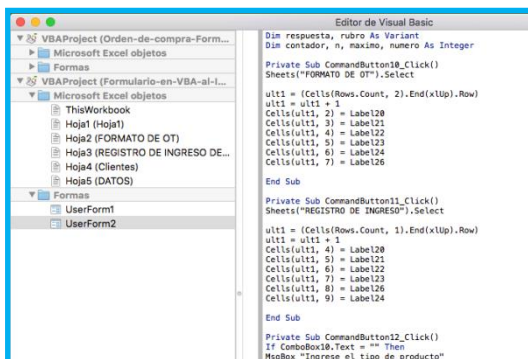 Editor de Visual Basic
VBAProject (Orden-de-compra-Form...
Microsoft Excel objetos
Formas
VBAProject (Formulario-en-VBA-al-I...
Microsoft Excel objetos
ThisWorkbook
Hoja1 (Hoja1)
Hoja2 (FORMATO DE OT)
Hoja3 (REGISTRO DE INGRESO DE...
Hoja4 (Clientes)
Hoja5 (DATOS)
Formas
UserForm1
UserForm2
Dim respuesta, rubro As Variant
Dim contador, n, maximo, numero As Integer
Private Sub CommandButton10_Click()
Sheets("FORMATO DE OT").Select
ult1 = (Cells(Rows.Count, 2).End(xlUp).Row)
ult1 = ult1 + 1
Cells(ult1, 2) = Label20
Cells(ult1, 3) = Label21
Cells(ult1, 4) = Label22
Cells(ult1, 5) = Label23
Cells(ult1, 6) = Label24
Cells(ult1, 7) = Label26
End Sub
Private Sub CommandButton11_Click()
Sheets("REGISTRO DE INGRESO").Select
ult1 = (Cells(Rows.Count, 1).End(xlUp).Row)
ult1 = ult1 + 1
Cells(ult1, 4) = Label20
Cells(ult1, 5) = Label21
Cells(ult1, 6) = Label22
Cells(ult1, 7) = Label23
Cells(ult1, 8) = Label26
Cells(ult1, 9) = Label24
End Sub
Private Sub CommandButton12_Click()
If ComboBox10.Text = "" Then
MsgBox "Ingrese el tipo de producto"